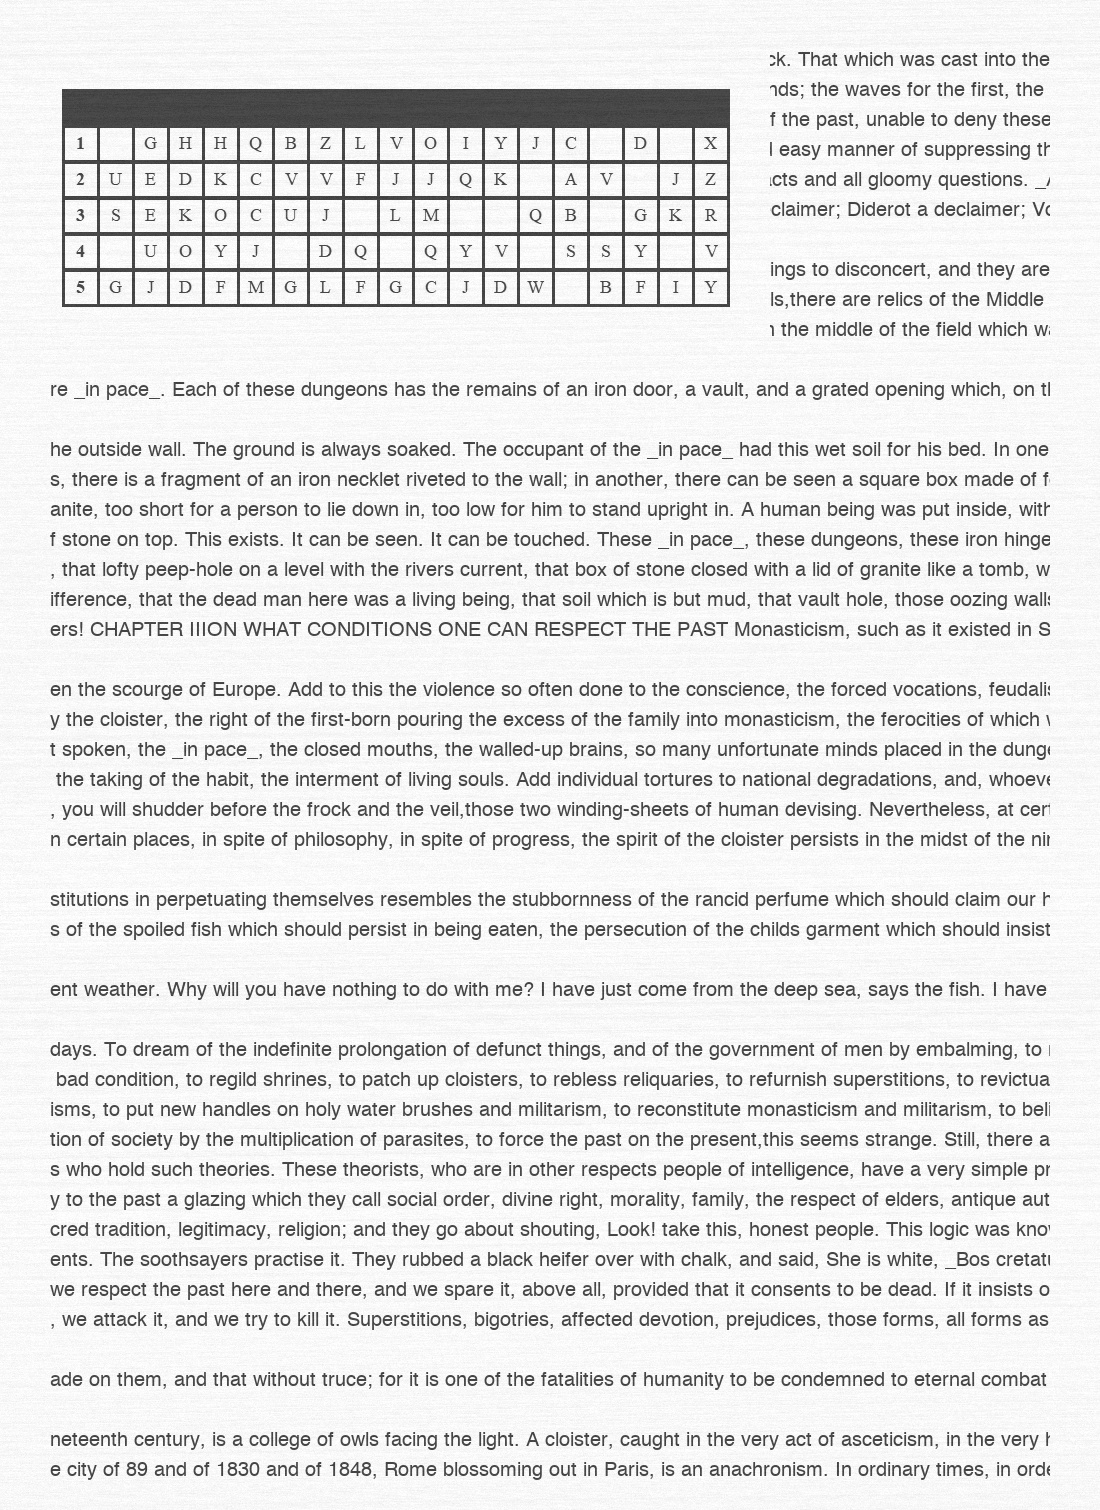 ck. That which was cast into the
nds; the waves for the first, the
f the past, unable to deny these
1 G H H Q B Z L V O I Y J C D X
l easy manner of suppressing th
2 U E D K C V V F J J Q K A V J Z
acts and all gloomy questions. _A
3 S E K O C U J L M Q B G K R
claimer; Diderot a declaimer; Vo
4 U O Y J D Q Q Y V S S Y V
ings to disconcert, and they are
5 G J D F M G L F G C J D W B F I Y
ls,there are relics of the Middle
n the middle of the field which wa
re _in pace_. Each of these dungeons has the remains of an iron door, a vault, and a grated opening which, on th
he outside wall. The ground is always soaked. The occupant of the _in pace_ had this wet soil for his bed. In one
s, there is a fragment of an iron necklet riveted to the wall; in another, there can be seen a square box made of fo
anite, too short for a person to lie down in, too low for him to stand upright in. A human being was put inside, with
f stone on top. This exists. It can be seen. It can be touched. These _in pace_, these dungeons, these iron hinge
, that lofty peep-hole on a level with the rivers current, that box of stone closed with a lid of granite like a tomb, w
ifference, that the dead man here was a living being, that soil which is but mud, that vault hole, those oozing walls
ers! CHAPTER IIION WHAT CONDITIONS ONE CAN RESPECT THE PAST Monasticism, such as it existed in S
en the scourge of Europe. Add to this the violence so often done to the conscience, the forced vocations, feudalis
y the cloister, the right of the first-born pouring the excess of the family into monasticism, the ferocities of which w
t spoken, the _in pace_, the closed mouths, the walled-up brains, so many unfortunate minds placed in the dunge
the taking of the habit, the interment of living souls. Add individual tortures to national degradations, and, whoeve
, you will shudder before the frock and the veil,those two winding-sheets of human devising. Nevertheless, at cert
n certain places, in spite of philosophy, in spite of progress, the spirit of the cloister persists in the midst of the nin
stitutions in perpetuating themselves resembles the stubbornness of the rancid perfume which should claim our h
s of the spoiled fish which should persist in being eaten, the persecution of the childs garment which should insist
ent weather. Why will you have nothing to do with me? I have just come from the deep sea, says the fish. I have
days. To dream of the indefinite prolongation of defunct things, and of the government of men by embalming, to r
bad condition, to regild shrines, to patch up cloisters, to rebless reliquaries, to refurnish superstitions, to revictua
isms, to put new handles on holy water brushes and militarism, to reconstitute monasticism and militarism, to beli
tion of society by the multiplication of parasites, to force the past on the present,this seems strange. Still, there a
s who hold such theories. These theorists, who are in other respects people of intelligence, have a very simple pr
y to the past a glazing which they call social order, divine right, morality, family, the respect of elders, antique aut
cred tradition, legitimacy, religion; and they go about shouting, Look! take this, honest people. This logic was know
ents. The soothsayers practise it. They rubbed a black heifer over with chalk, and said, She is white, _Bos cretatu
we respect the past here and there, and we spare it, above all, provided that it consents to be dead. If it insists o
, we attack it, and we try to kill it. Superstitions, bigotries, affected devotion, prejudices, those forms, all forms as
ade on them, and that without truce; for it is one of the fatalities of humanity to be condemned to eternal combat
neteenth century, is a college of owls facing the light. A cloister, caught in the very act of asceticism, in the very h
e city of 89 and of 1830 and of 1848, Rome blossoming out in Paris, is an anachronism. In ordinary times, in orde